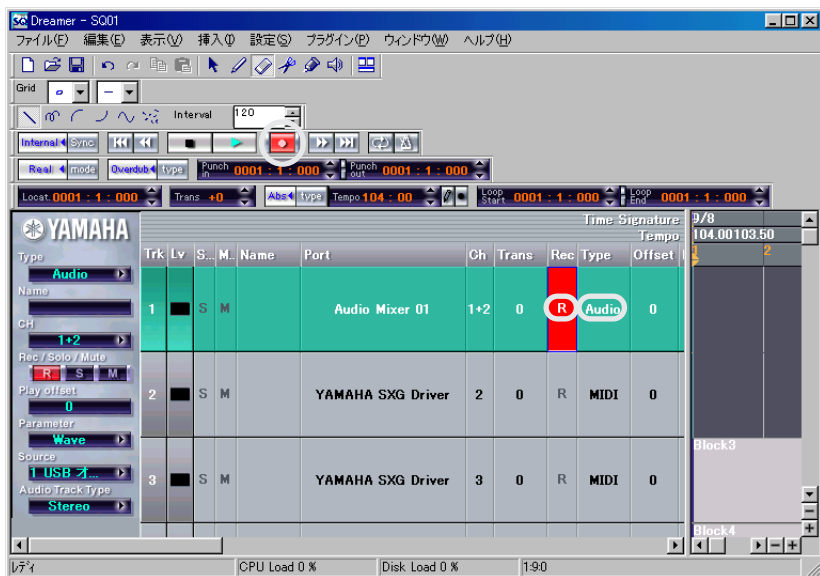 Dreamer - SQ01
ファイル(F) 編集(E) 表示(V) 挿入(I) 設定(S) プラグイン(P) ウィンドウ(W) ヘルプ(H)
Grid
Interval 120
Internal Sync
Real mode Overdub type Punch in 0001 : 1 : 000 Punch out 0001 : 1 : 000
Locat. 0001 : 1 : 000 Trans +0 Abs type Tempo 104 : 00 Loop Start 0001 : 1 : 000 Loop End 0001 : 1 : 000
YAMAHA
Time Signature 9/8
Tempo 104.00103.50
Trk Lv S... M.. Name Port Ch Trans Rec Type Offset 1 2
Type
Audio
Name
CH
1+2
Rec / Solo / Mute
R S M
Play offset
0
Parameter
Wave
Source
1 USB オ...
Audio Track Type
Stereo
1 S M Audio Mixer 01 1+2 0 R Audio 0
2 S M YAMAHA SXG Driver 2 0 R MIDI 0
Block3
3 S M YAMAHA SXG Driver 3 0 R MIDI 0
Block4
ﾚﾃﾞｨ CPU Load 0 % Disk Load 0 % 1:9:0